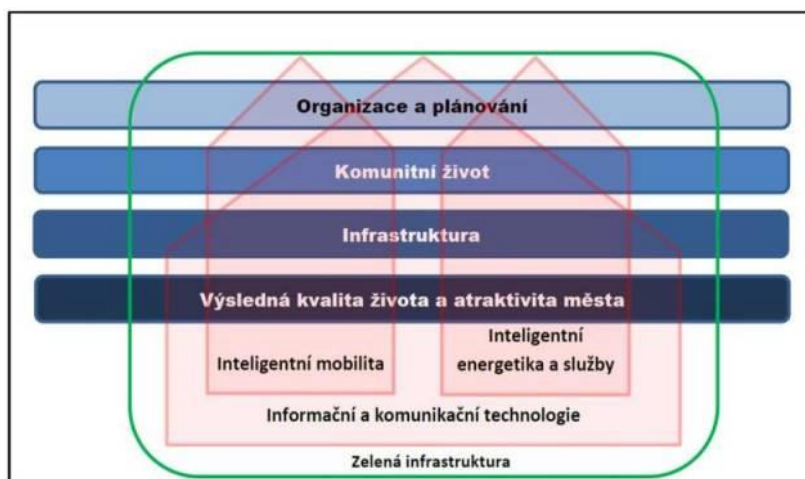 Organizace a plánování
Komunitní život
Infrastruktura
Výsledná kvalita života a atraktivita města
Inteligentní mobilita
Inteligentní
energetika a služby
Informační a komunikační technologie
Zelená infrastruktura